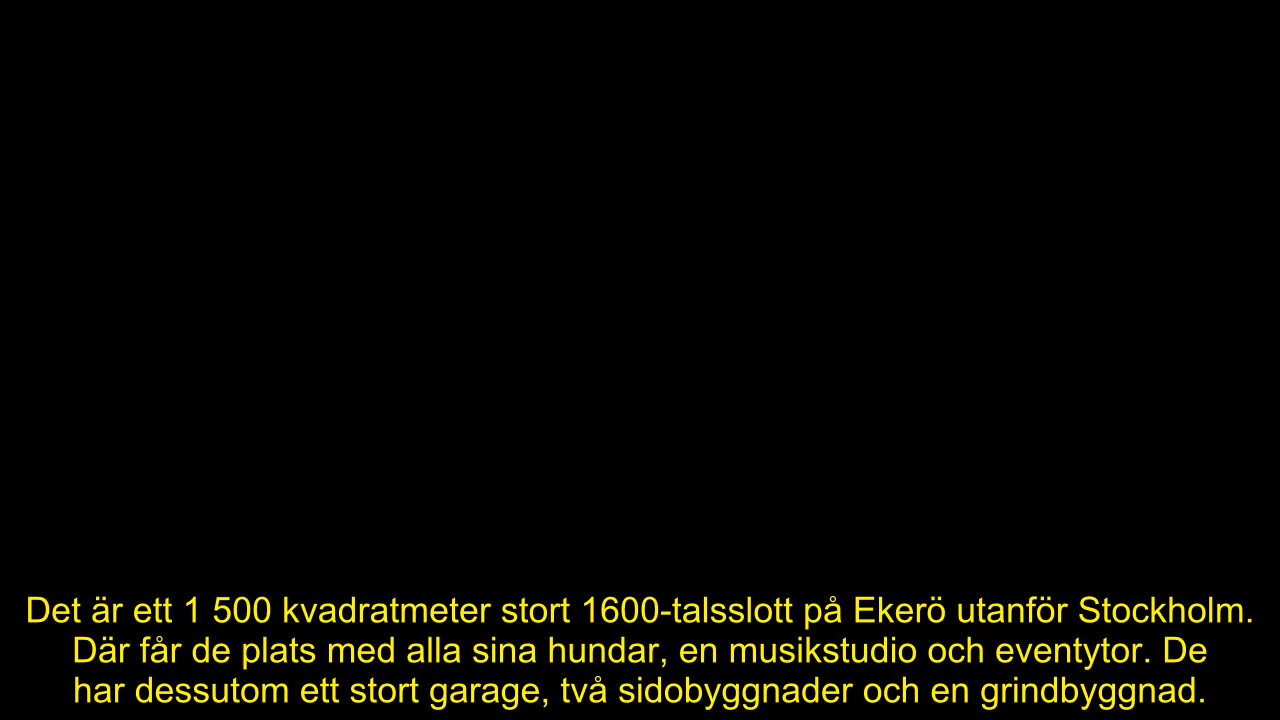 Det är ett 1 500 kvadratmeter stort 1600-talsslott på Ekerö utanför Stockholm.
Där får de plats med alla sina hundar, en musikstudio och eventytor. De
har dessutom ett stort garage, två sidobyggnader och en grindbyggnad.